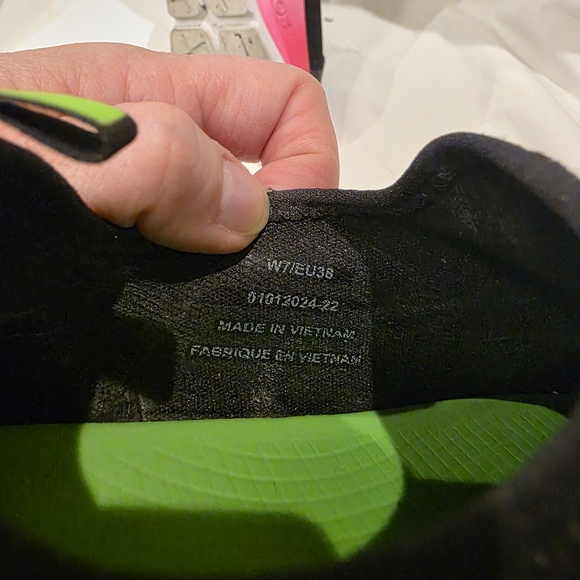 W7/EU38
01012024-22
MADE IN VIETNAM
FABRIQUE EN VIETNAM